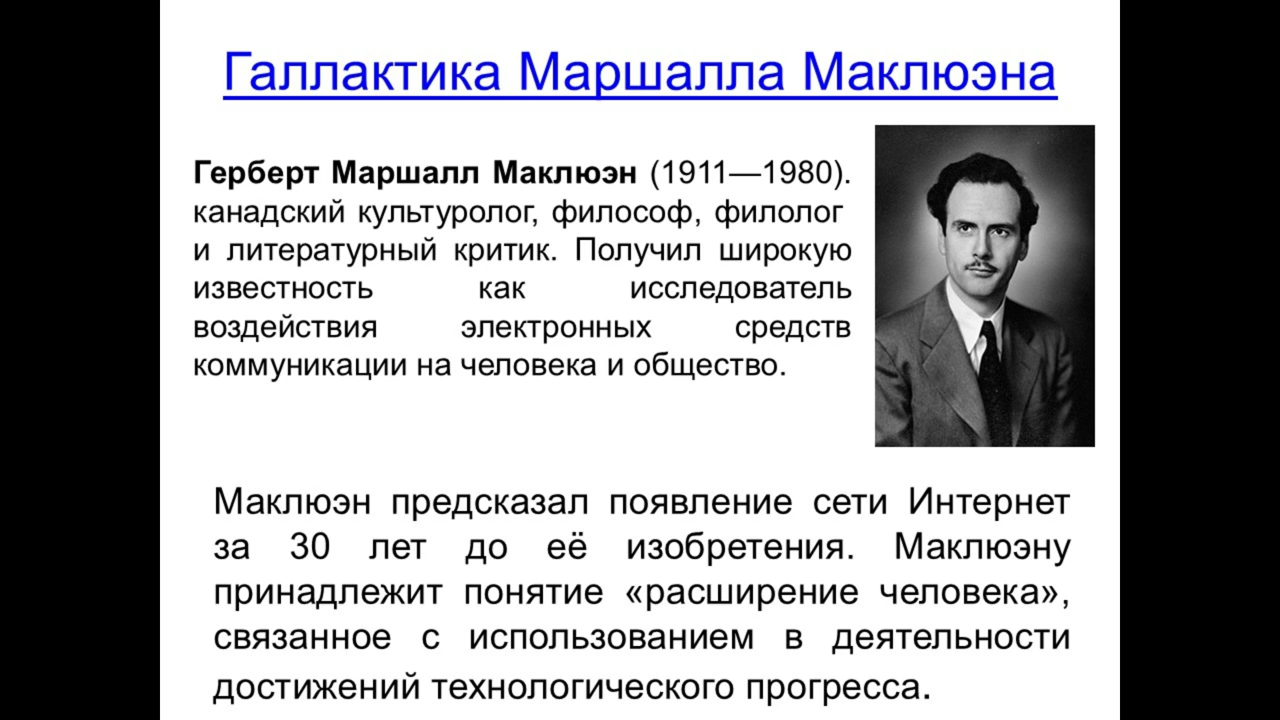 Галлактика Маршалла Маклюэна
Герберт Маршалл Маклюэн (1911—1980).
канадский культуролог, философ, филолог
и литературный критик. Получил широкую
известность как исследователь
воздействия электронных средств
коммуникации на человека и общество.
Маклюэн предсказал появление сети Интернет
за 30 лет до её изобретения. Маклюэну
принадлежит понятие «расширение человека»,
связанное с использованием в деятельности
достижений технологического прогресса.